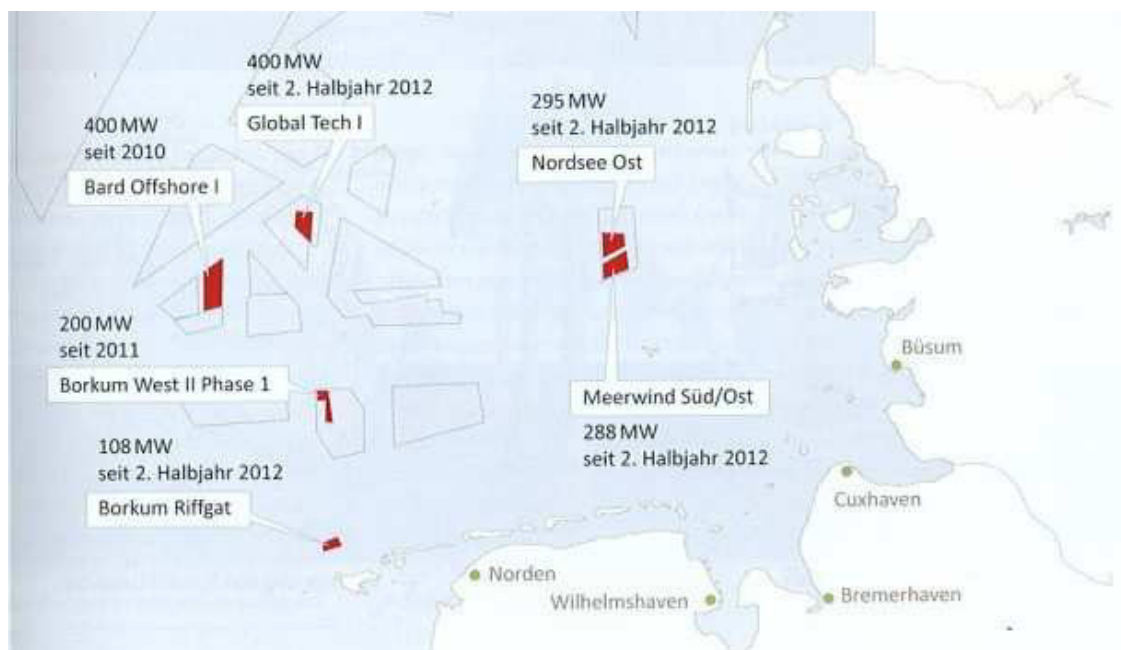 400 MW
seit 2. Halbjahr 2012
Global Tech I
400 MW
seit 2010
Bard Offshore I
295 MW
seit 2. Halbjahr 2012
Nordsee Ost
200 MW
seit 2011
Borkum West II Phase 1
Büsum
Meerwind Süd/Ost
288 MW
seit 2. Halbjahr 2012
108 MW
seit 2. Halbjahr 2012
Borkum Riffgat
Cuxhaven
Norden
Wilhelmshaven
Bremerhaven